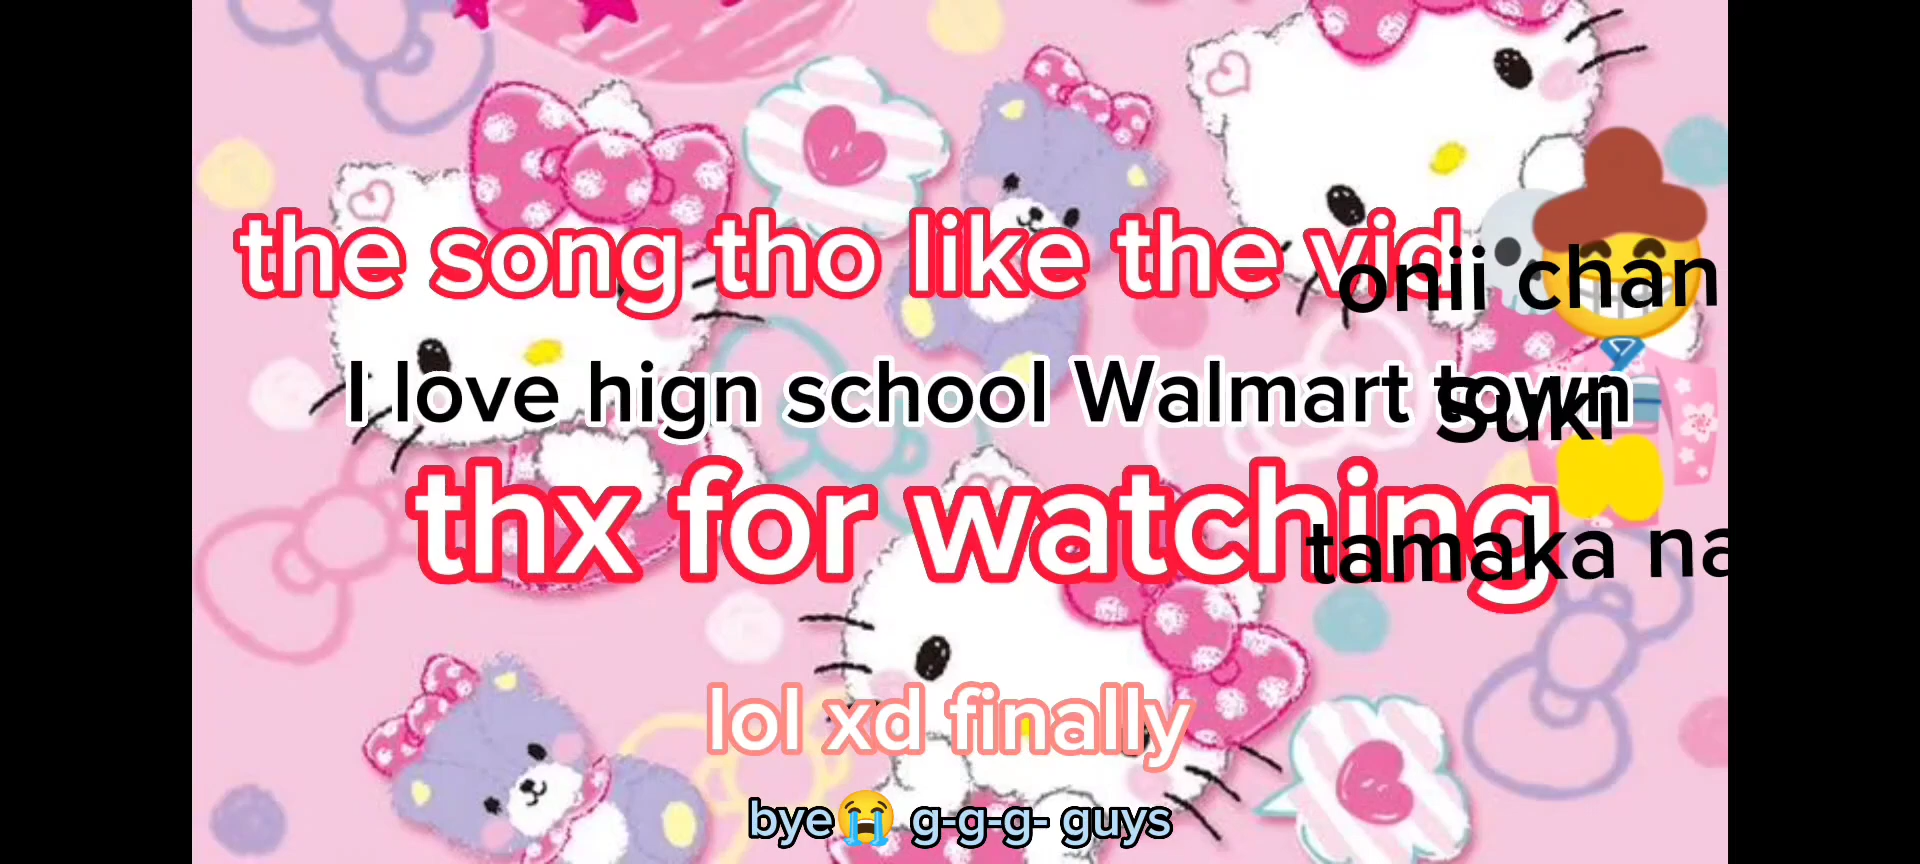 the song tho like the vid
onii chan
I love hign school Walmart town
Suki
thx for watching
tamaka na
lol xd finally
bye😭 g-g-g- guys